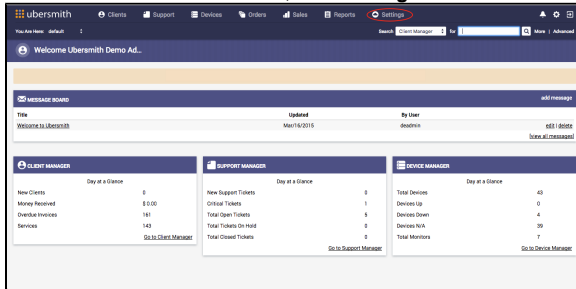 ubersmith Clients Support Devices Orders Sales Reports Settings
You Are Here: default Search Client Manager for More | Advanced
Welcome Ubersmith Demo Ad...
MESSAGE BOARD add message
Title Updated By User
Welcome to Ubersmith Mar/16/2015 deadmin edit | delete
[view all messages]
CLIENT MANAGER
Day at a Glance
New Clients 0
Money Received $ 0.00
Overdue Invoices 161
Services 143
Go to Client Manager
SUPPORT MANAGER
Day at a Glance
New Support Tickets 0
Critical Tickets 1
Total Open Tickets 5
Total Tickets On Hold 0
Total Closed Tickets 0
Go to Support Manager
DEVICE MANAGER
Day at a Glance
Total Devices 43
Devices Up 0
Devices Down 4
Devices N/A 39
Total Monitors 7
Go to Device Manager